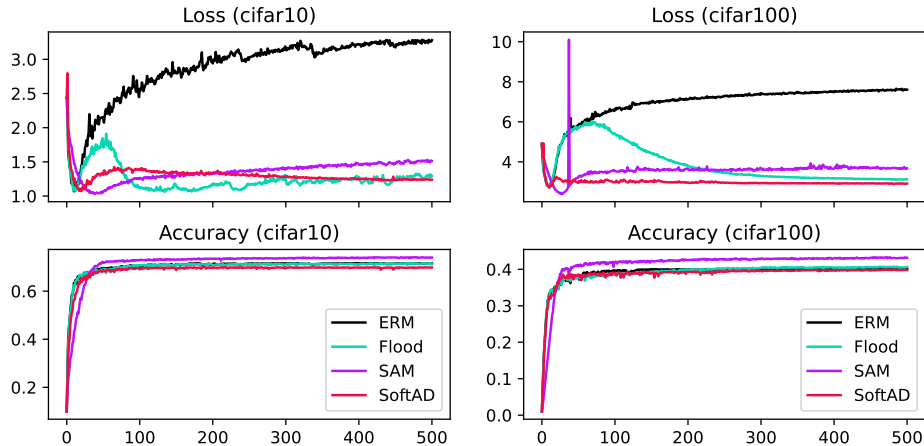 Loss (cifar10)
3.0
2.5
2.0
1.5
1.0
Loss (cifar100)
10
8
6
4
Accuracy (cifar10)
0.6
0.4
0.2
0
100
200
300
400
500
ERM
Flood
SAM
SoftAD
Accuracy (cifar100)
0.4
0.3
0.2
0.1
0.0
0
100
200
300
400
500
ERM
Flood
SAM
SoftAD